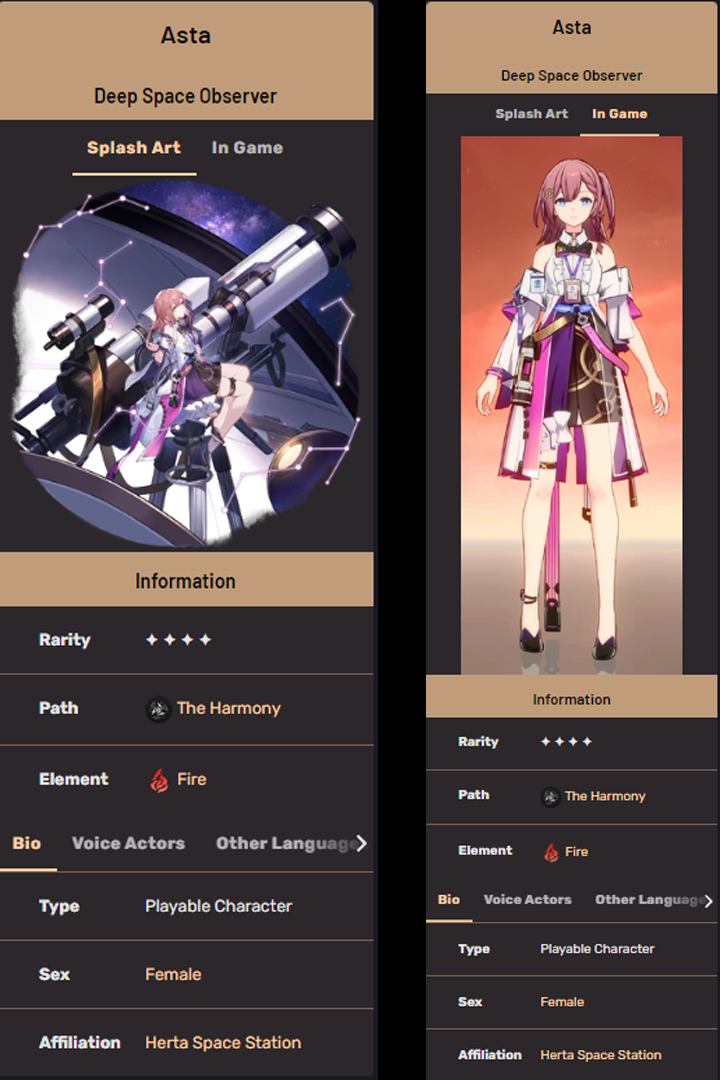 Asta
Deep Space Observer
Splash Art In Game
Information
Rarity
Path The Harmony
Element Fire
Bio Voice Actors Other Language
Type Playable Character
Sex Female
Affiliation Herta Space Station
Asta
Deep Space Observer
Splash Art In Game
Information
Rarity
Path The Harmony
Element Fire
Bio Voice Actors Other Language
Type Playable Character
Sex Female
Affiliation Herta Space Station